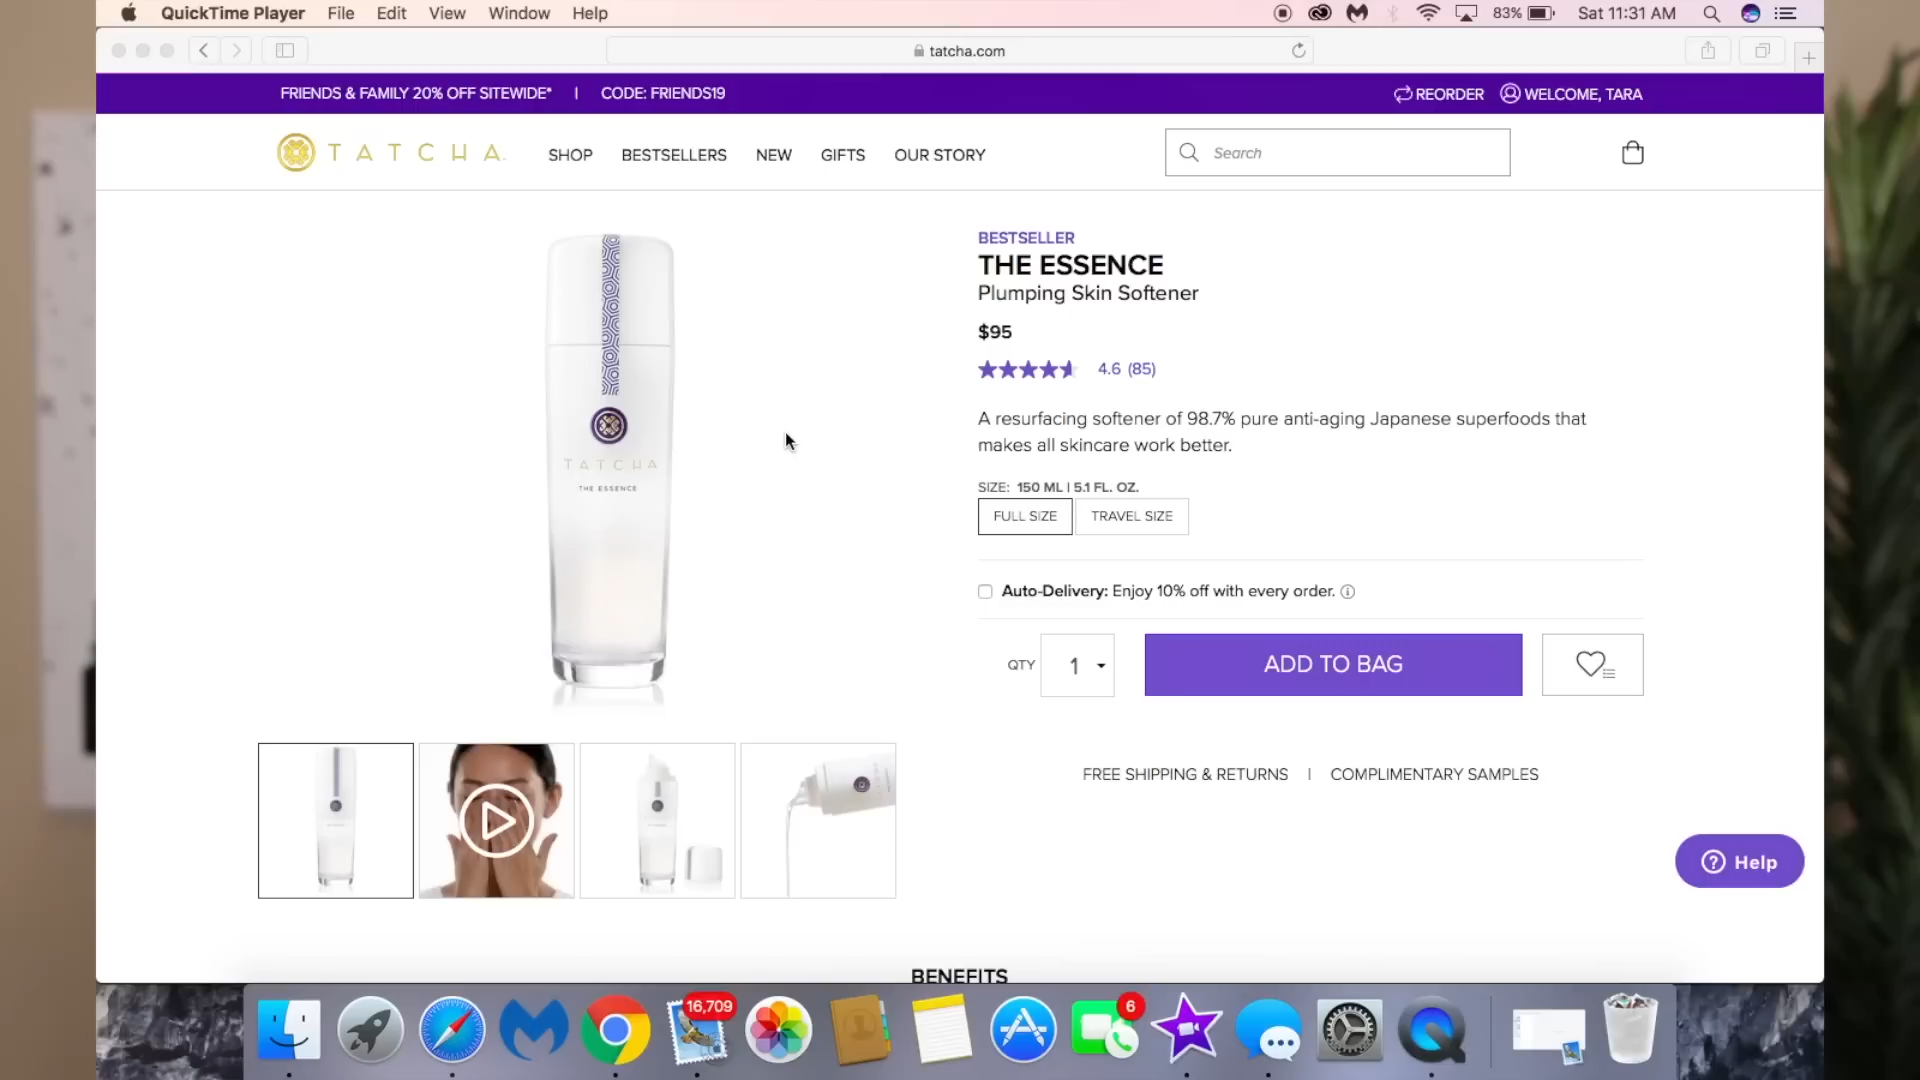 QuickTime Player File Edit View Window Help 83% Sat 11:31 AM
tatcha.com
FRIENDS & FAMILY 20% OFF SITEWIDE* | CODE: FRIENDS19 REORDER WELCOME, TARA
TATCHA SHOP BESTSELLERS NEW GIFTS OUR STORY Search
BESTSELLER
THE ESSENCE
Plumping Skin Softener
$95
4.6 (85)
A resurfacing softener of 98.7% pure anti-aging Japanese superfoods that
makes all skincare work better.
SIZE: 150 ML | 5.1 FL. OZ.
FULL SIZE TRAVEL SIZE
Auto-Delivery: Enjoy 10% off with every order.
QTY 1 ADD TO BAG
FREE SHIPPING & RETURNS | COMPLIMENTARY SAMPLES
TATCHA
THE ESSENCE
Help
BENEFITS
16,709
6